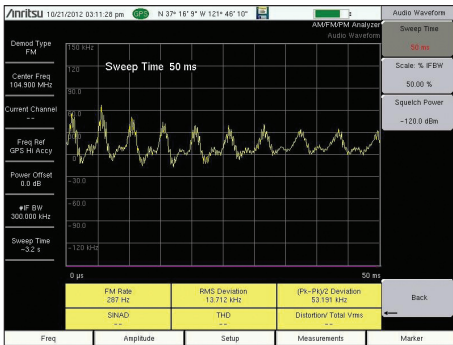 Anritsu 10/21/2012 03:11:28 pm GPS N 37° 16' 9" W 121° 46' 10"
Audio Waveform
AM/FM/PM Analyzer
Audio Waveform
Demod Type
FM
Center Freq
104.900 MHz
Current Channel
--
Freq Ref
GPS Hi Accy
Power Offset
0.0 dB
#IF BW
300.000 kHz
Sweep Time
~3.2 s
150 kHz
120
Sweep Time 50 ms
90.0
-30.0
-60.0
-90.0
-120 kHz
0 µs
50 ms
Sweep Time
50 ms
Scale: % IFBW
50.00 %
Squelch Power
-120.0 dBm
Back
FM Rate
287 Hz
RMS Deviation
13.712 kHz
(Pk-Pk)/2 Deviation
53.191 kHz
SINAD
--
THD
--
Distortion/ Total Vrms
--
Freq
Amplitude
Setup
Measurements
Marker